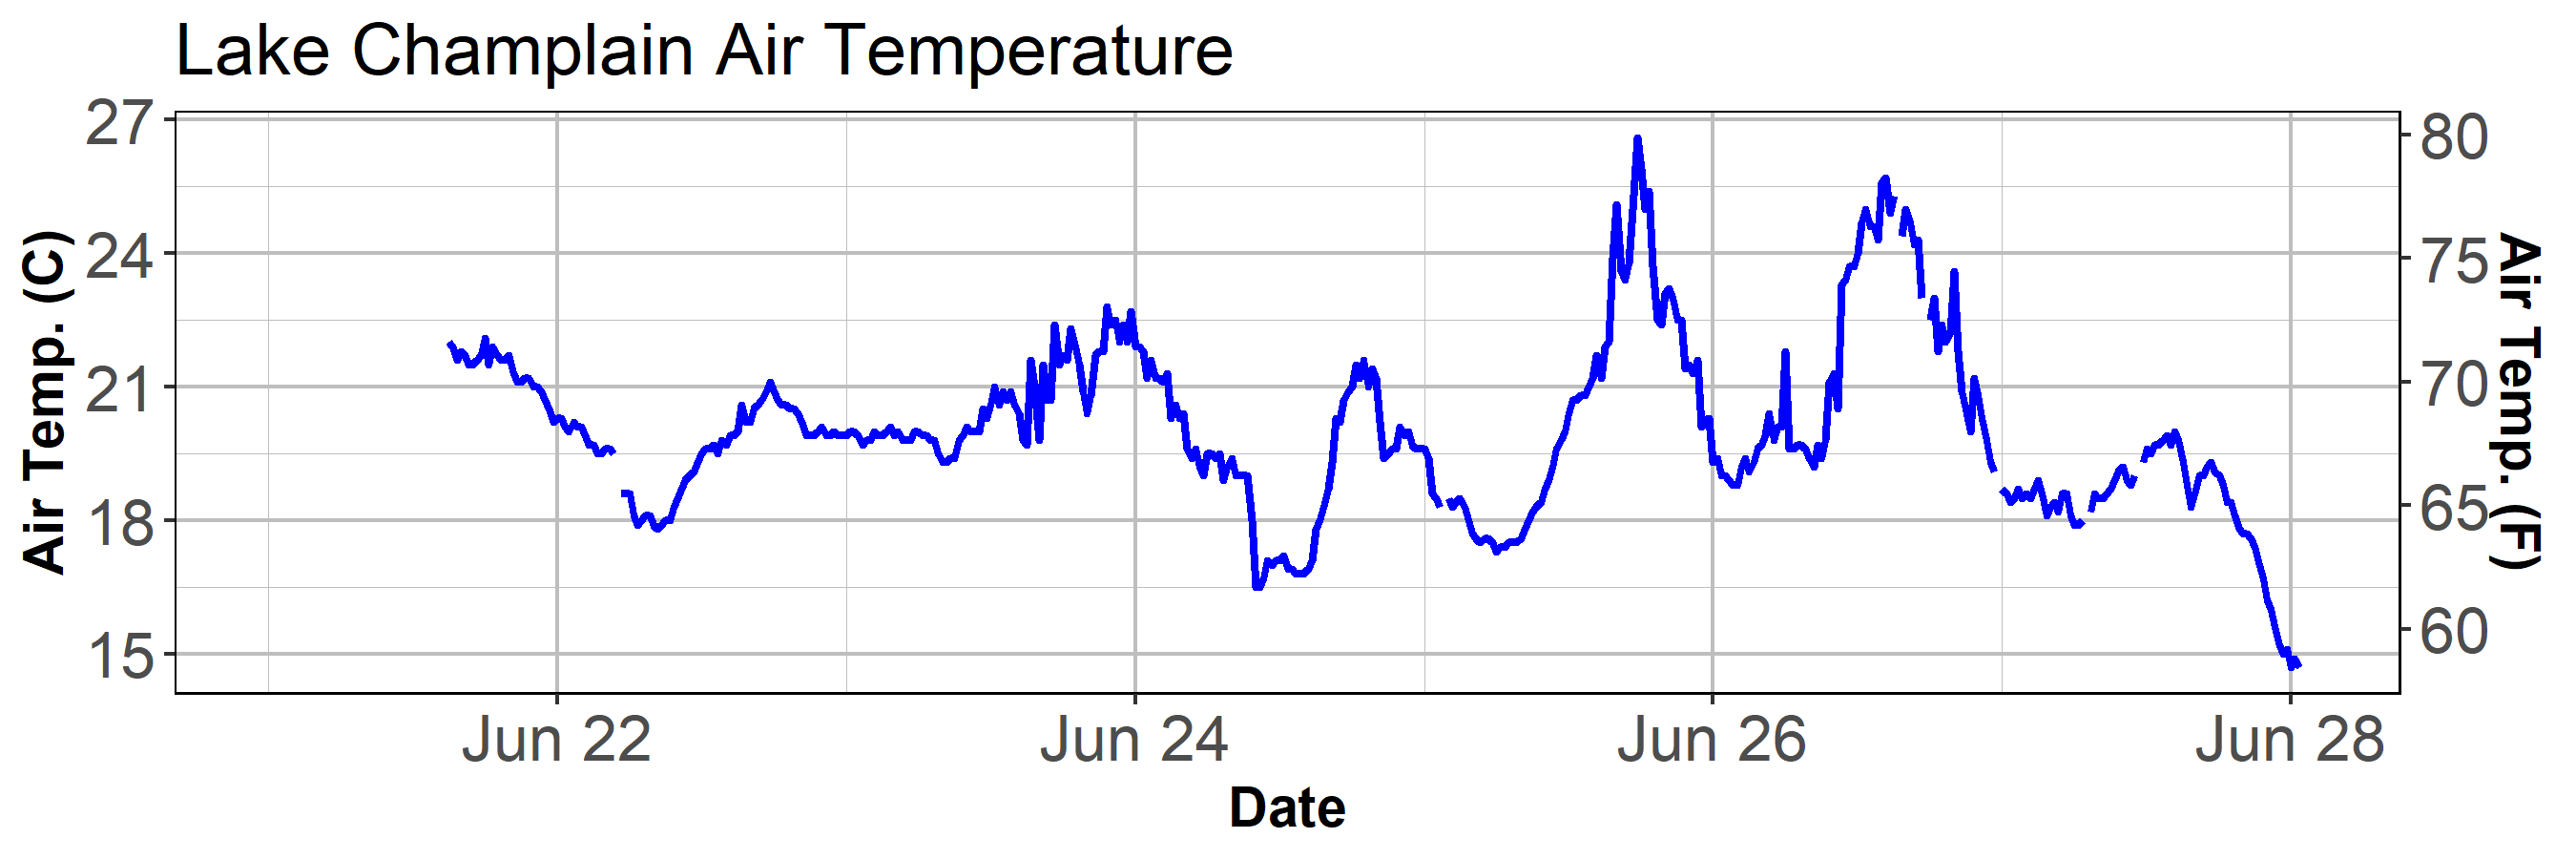 Lake Champlain Air Temperature
27
24
21
18
15
Air Temp. (C)
80
75
70
65
60
Air Temp. (F)
Jun 22
Jun 24
Jun 26
Jun 28
Date